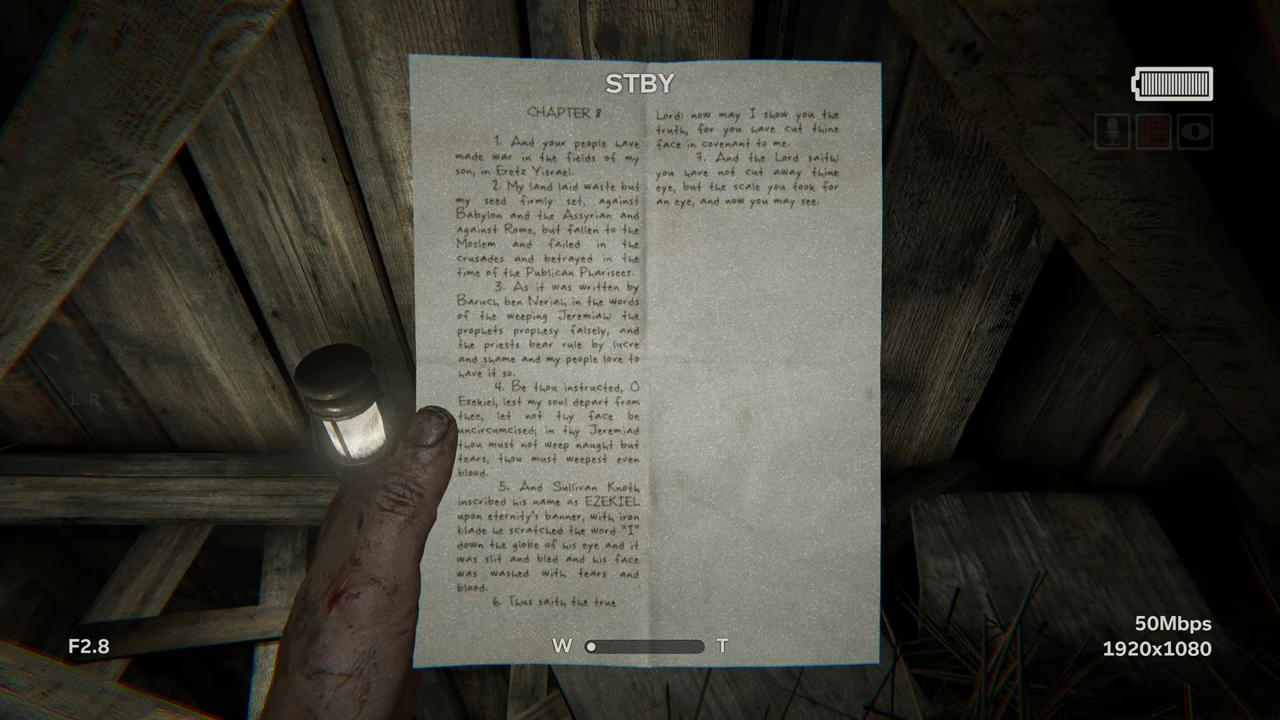 STBY
CHAPTER 8
1. And your people have
made war in the fields of my
son, in Eretz Yisrael.
2. My land laid waste but
my seed firmly set, against
Babylon and the Assyrian and
against Rome, but fallen to the
Moslem and failed in the
crusades and betrayed in the
time of the Publican Pharisees.
3. As it was written by
Baruch ben Neriah in the words
of the weeping Jeremiah: the
prophets prophesy falsely, and
the priests bear rule by lucre
and shame and my people love to
have it so.
4. Be thou instructed, O
Ezekiel, lest my soul depart from
thee, let not thy face be
uncircumcised; in thy Jeremiad
thou must not weep naught but
tears, thou must weepest even
blood.
5. And Sullivan Knoth
inscribed his name as EZEKIEL
upon eternity's banner, with iron
blade he scratched the word "I"
down the globe of his eye and it
was slit and bled and his face
was washed with tears and
blood.
6. Thus saith the true
Lord: now may I show you the
truth, for you have cut thine
face in covenant to me.
7. And the Lord saith:
you have not cut away thine
eye, but the scale you took for
an eye, and now you may see.
L R
F2.8
W T
50Mbps
1920x1080